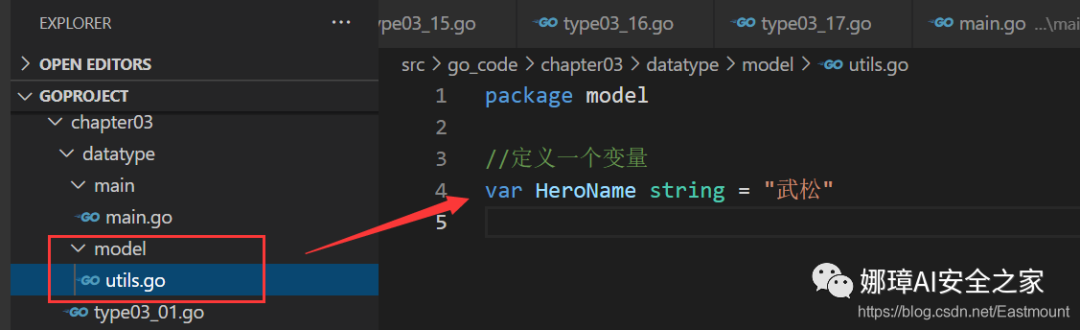 EXPLORER
···
OPEN EDITORS
GOPROJECT
chapter03
datatype
main
GO main.go
model
GO utils.go
GO type03_01.go
ype03_15.go GO type03_16.go GO type03_17.go GO main.go ...\mai
src > go_code > chapter03 > datatype > model > GO utils.go
1 package model
2
3 //定义一个变量
4 var HeroName string = "武松"
5
娜璋AI安全之家
https://blog.csdn.net/Eastmount